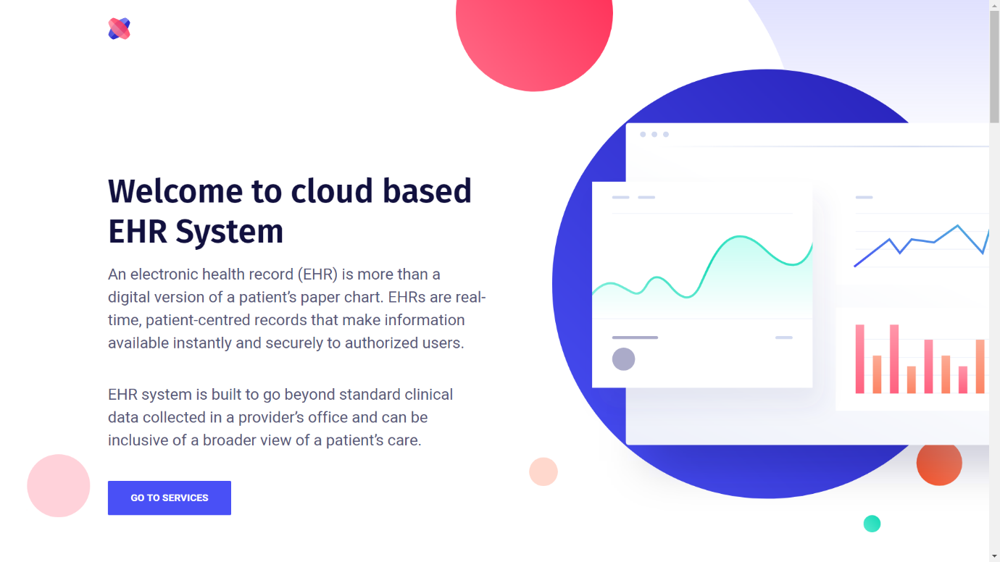 Welcome to cloud based
EHR System
An electronic health record (EHR) is more than a
digital version of a patient’s paper chart. EHRs are real-
time, patient-centred records that make information
available instantly and securely to authorized users.
EHR system is built to go beyond standard clinical
data collected in a provider’s office and can be
inclusive of a broader view of a patient’s care.
GO TO SERVICES